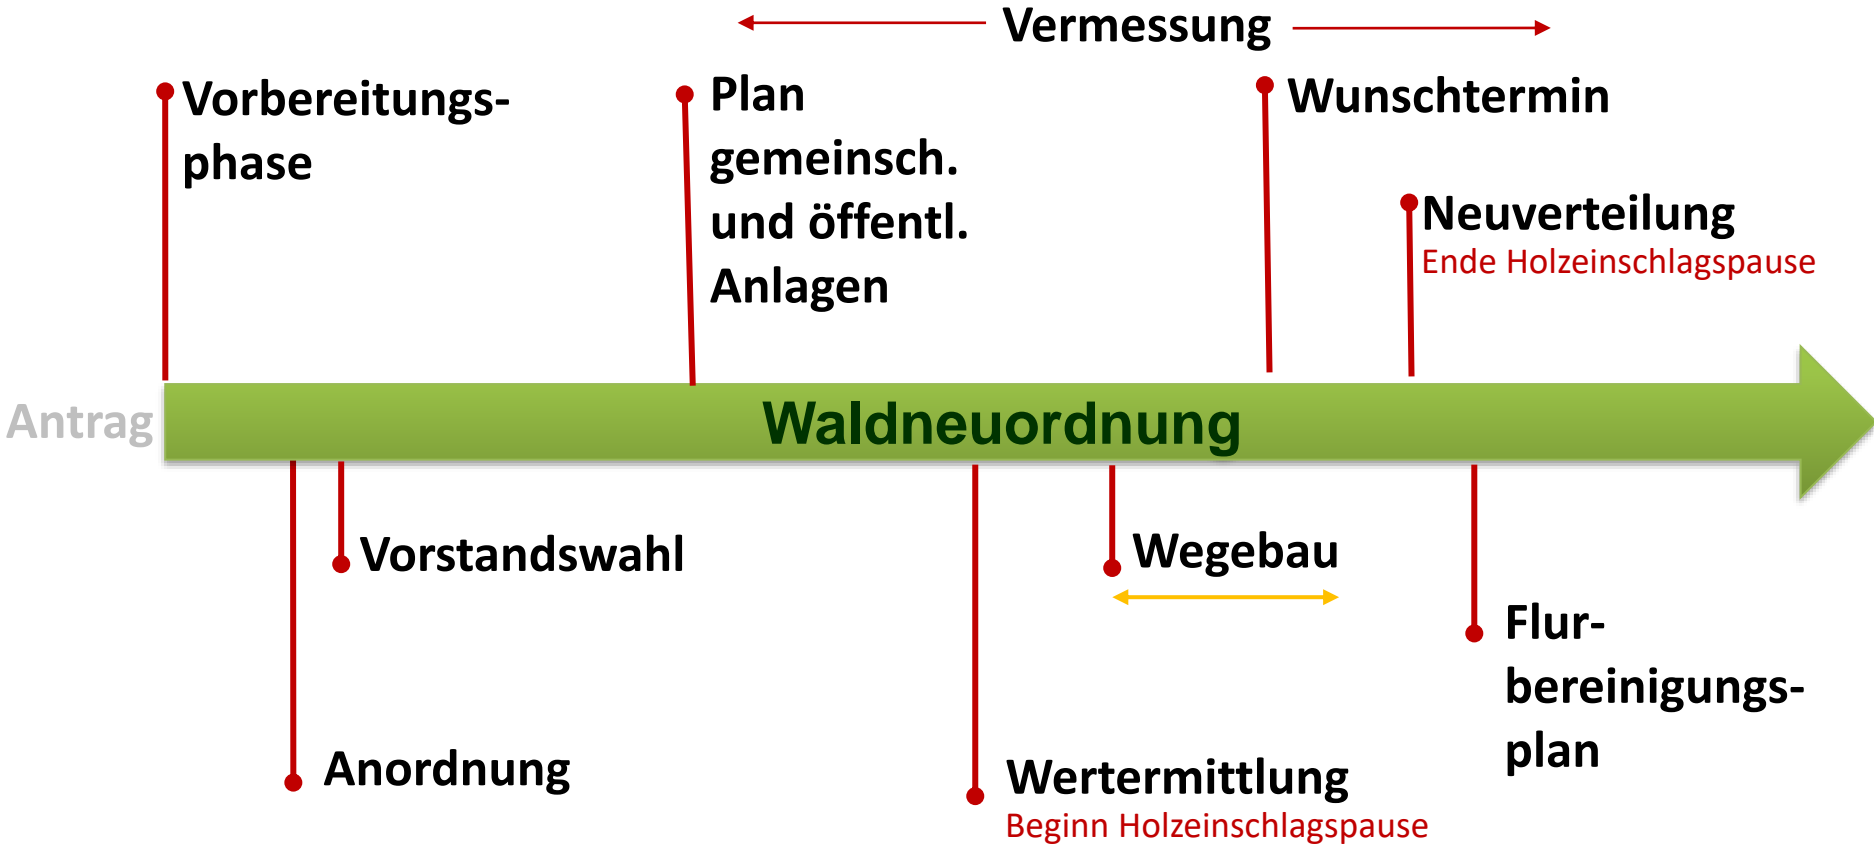 Vermessung
Vorbereitungs-
phase
Plan
gemeinsch.
und öffentl.
Anlagen
Wunschtermin
Neuverteilung
Ende Holzeinschlagspause
Antrag
Waldneuordnung
Vorstandswahl
Anordnung
Wegebau
Wertermittlung
Beginn Holzeinschlagspause
Flur-
bereinigungs-
plan